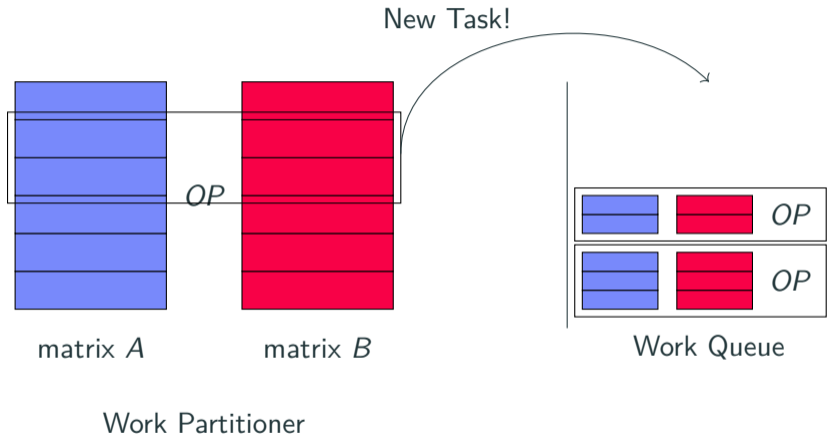 New Task!
OP
OP
OP
matrix A
matrix B
Work Queue
Work Partitioner